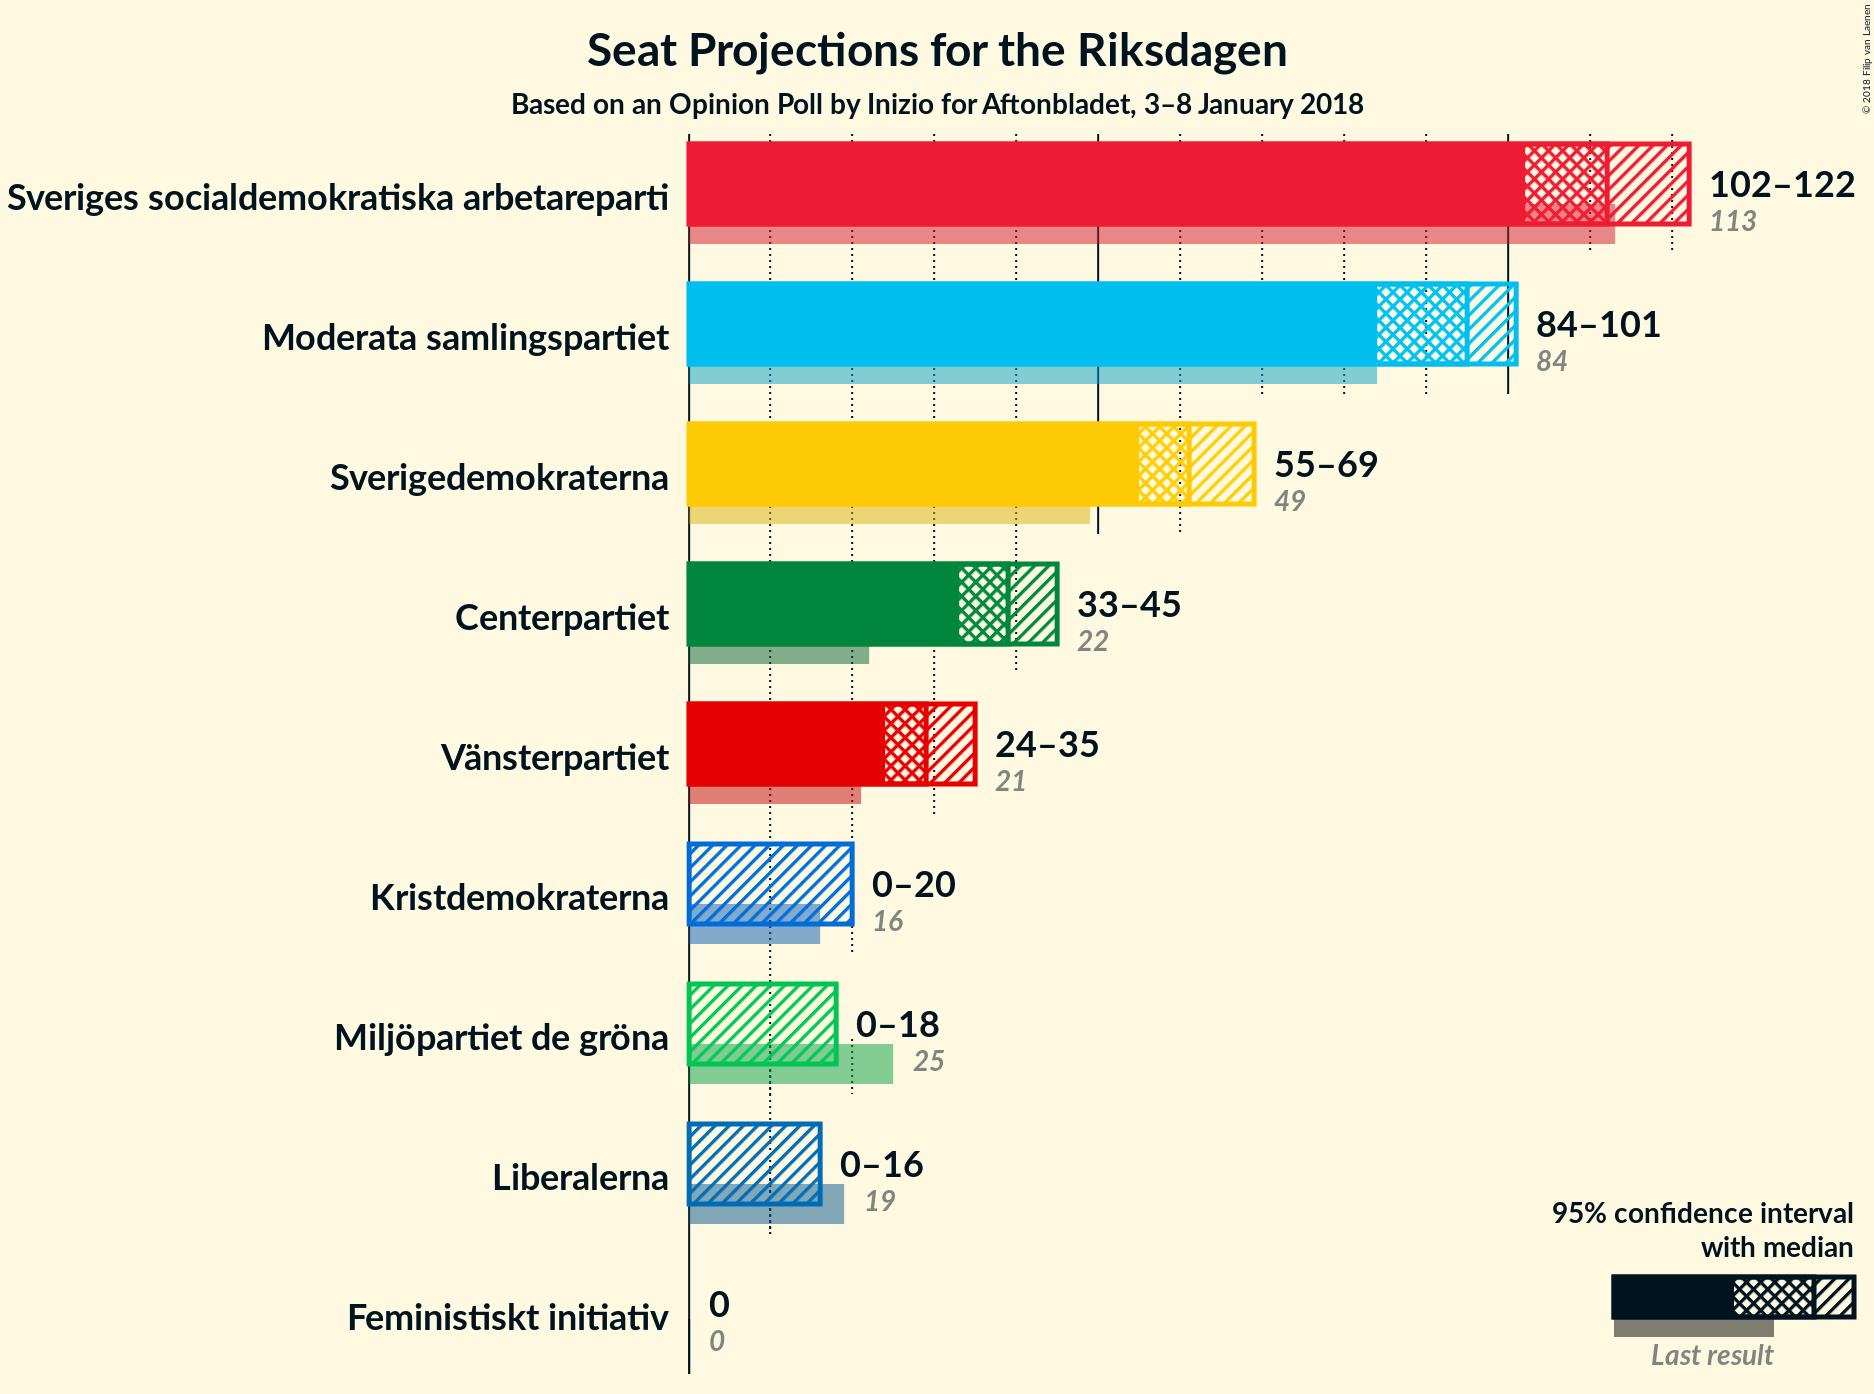 Seat Projections for the Riksdagen
Based on an Opinion Poll by Inizio for Aftonbladet, 3–8 January 2018
© 2018 Filip van Laenen
Sveriges socialdemokratiska arbetareparti
102–122
113
Moderata samlingspartiet
84–101
84
Sverigedemokraterna
55–69
49
Centerpartiet
33–45
22
Vänsterpartiet
24–35
21
Kristdemokraterna
0–20
16
Miljöpartiet de gröna
0–18
25
Liberalerna
0–16
19
Feministiskt initiativ
0
0
95% confidence interval
with median
Last result